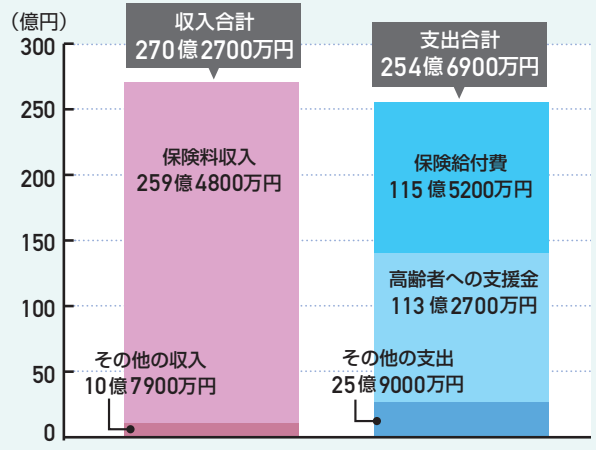 （億円）
300
250
200
150
100
50
0
収入合計
270億2700万円
保険料収入
259億4800万円
その他の収入
10億7900万円
支出合計
254億6900万円
保険給付費
115億5200万円
高齢者への支援金
113億2700万円
その他の支出
25億9000万円